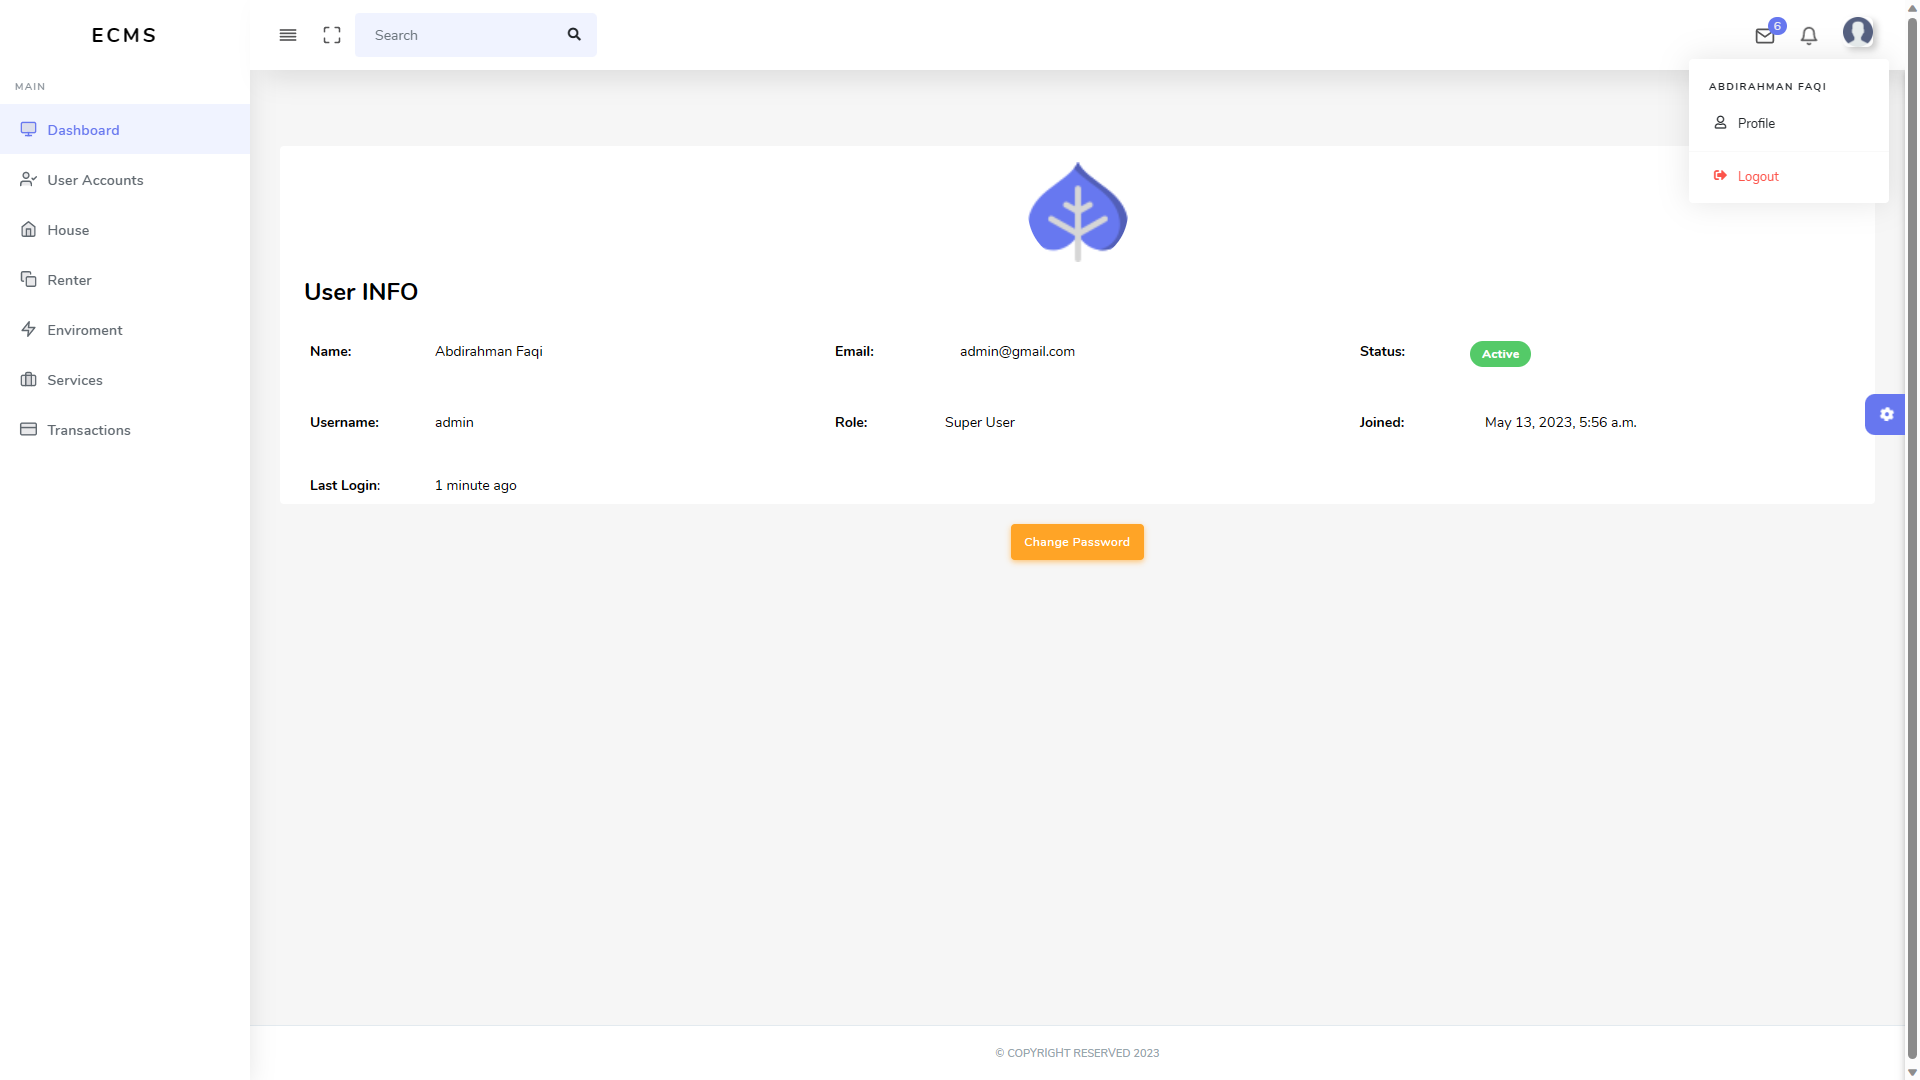 ECMS
Search
6
MAIN
Dashboard
User Accounts
House
Renter
Enviroment
Services
Transactions
ABDIRAHMAN FAQI
Profile
Logout
User INFO
Name: Abdirahman Faqi Email: admin@gmail.com Status: Active
Username: admin Role: Super User Joined: May 13, 2023, 5:56 a.m.
Last Login: 1 minute ago
Change Password
© COPYRIGHT RESERVED 2023